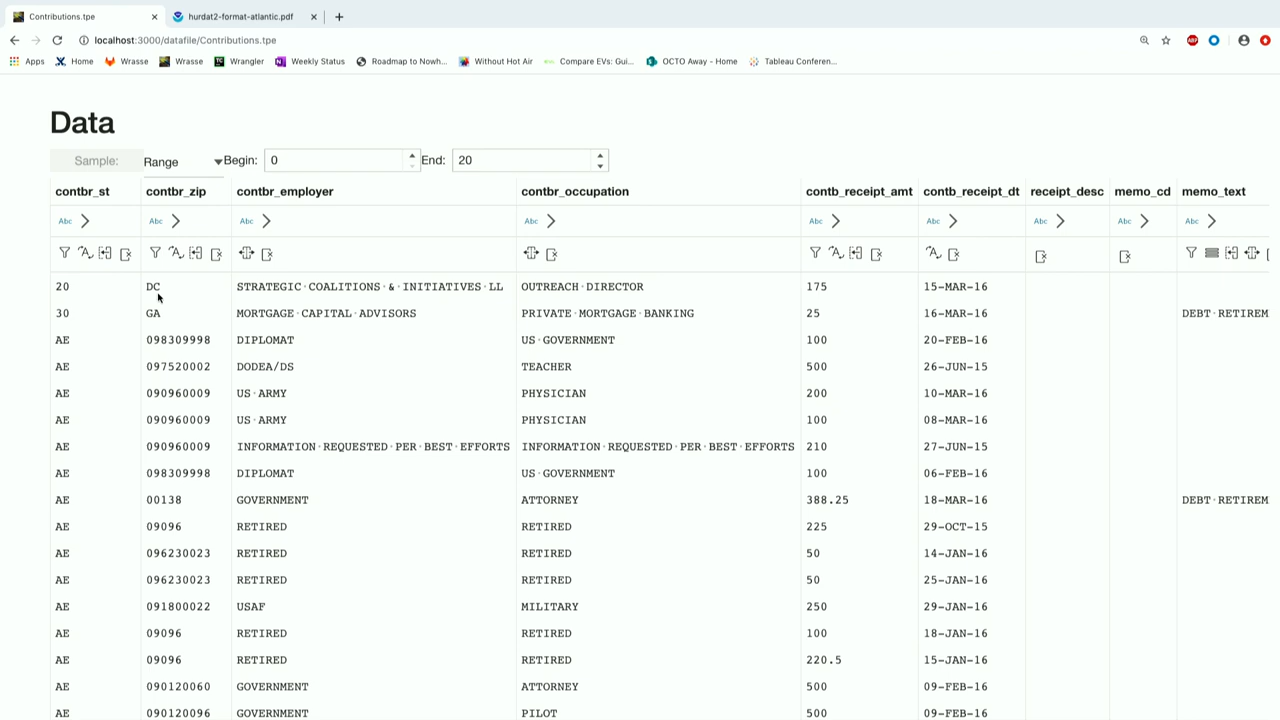 Contributions.tpe hurdat2-format-atlantic.pdf
localhost:3000/datafile/Contributions.tpe
Apps Home Wrasse Wrasse Wrangler Weekly Status Roadmap to Nowh... Without Hot Air Compare EVs: Gui... OCTO Away - Home Tableau Conferen...
Data
Sample: Range Begin: 0 End: 20
contbr_st contbr_zip contbr_employer contbr_occupation contb_receipt_amt contb_receipt_dt receipt_desc memo_cd memo_text
Abc Abc Abc Abc Abc Abc Abc Abc Abc
20 DC STRATEGIC·COALITIONS·&·INITIATIVES·LL OUTREACH·DIRECTOR 175 15-MAR-16
30 GA MORTGAGE·CAPITAL·ADVISORS PRIVATE·MORTGAGE·BANKING 25 16-MAR-16 DEBT·RETIREM
AE 098309998 DIPLOMAT US·GOVERNMENT 100 20-FEB-16
AE 097520002 DODEA/DS TEACHER 500 26-JUN-15
AE 090960009 US·ARMY PHYSICIAN 200 10-MAR-16
AE 090960009 US·ARMY PHYSICIAN 100 08-MAR-16
AE 090960009 INFORMATION·REQUESTED·PER·BEST·EFFORTS INFORMATION·REQUESTED·PER·BEST·EFFORTS 210 27-JUN-15
AE 098309998 DIPLOMAT US·GOVERNMENT 100 06-FEB-16
AE 00138 GOVERNMENT ATTORNEY 388.25 18-MAR-16 DEBT·RETIREM
AE 09096 RETIRED RETIRED 225 29-OCT-15
AE 096230023 RETIRED RETIRED 50 14-JAN-16
AE 096230023 RETIRED RETIRED 50 25-JAN-16
AE 091800022 USAF MILITARY 250 29-JAN-16
AE 09096 RETIRED RETIRED 100 18-JAN-16
AE 09096 RETIRED RETIRED 220.5 15-JAN-16
AE 090120060 GOVERNMENT ATTORNEY 500 09-FEB-16
AE 090120096 GOVERNMENT PILOT 500 09-FEB-16